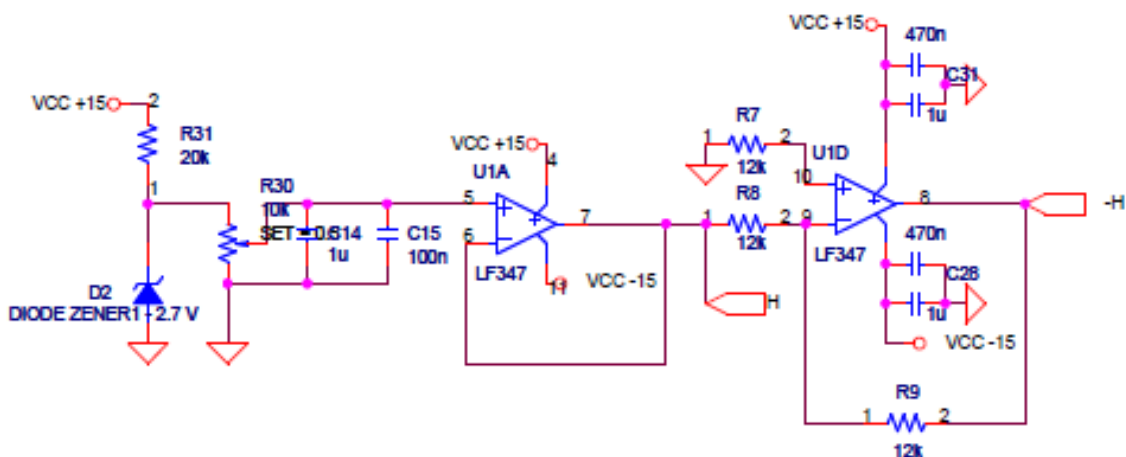 VCC +15
470n
C31
1u
VCC +15
2
R31
20k
1
VCC +15
4
U1A
R7
1
2
12k
U1D
10
R30
10k
5
7
R8
1
2
9
8
-H
SET = 0.6
C14
1u
C15
100n
6
LF347
11
VCC -15
12k
LF347
470n
C28
1u
H
D2
DIODE ZENER1 - 2.7 V
VCC -15
R9
1
2
12k